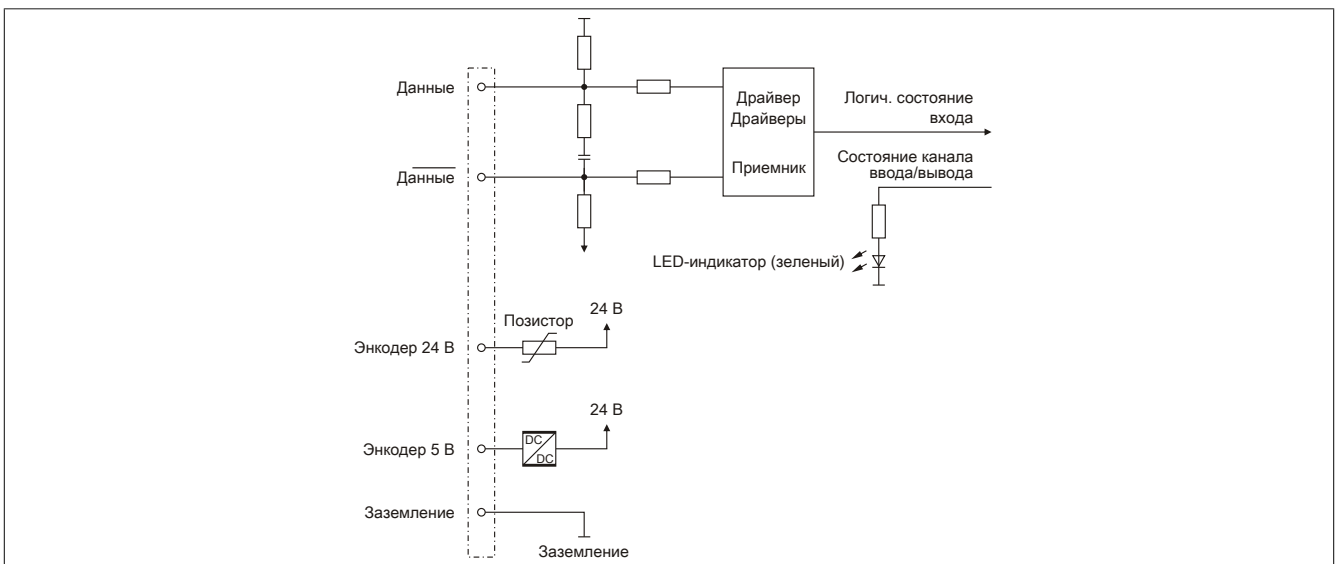 Данные
Драйвер
Драйверы
Логич. состояние
входа
Данные
Приемник
Состояние канала
ввода/вывода
LED-индикатор (зеленый)
24 В
Позистор
Энкодер 24 В
24 В
Энкодер 5 В
DC
DC
Заземление
Заземление